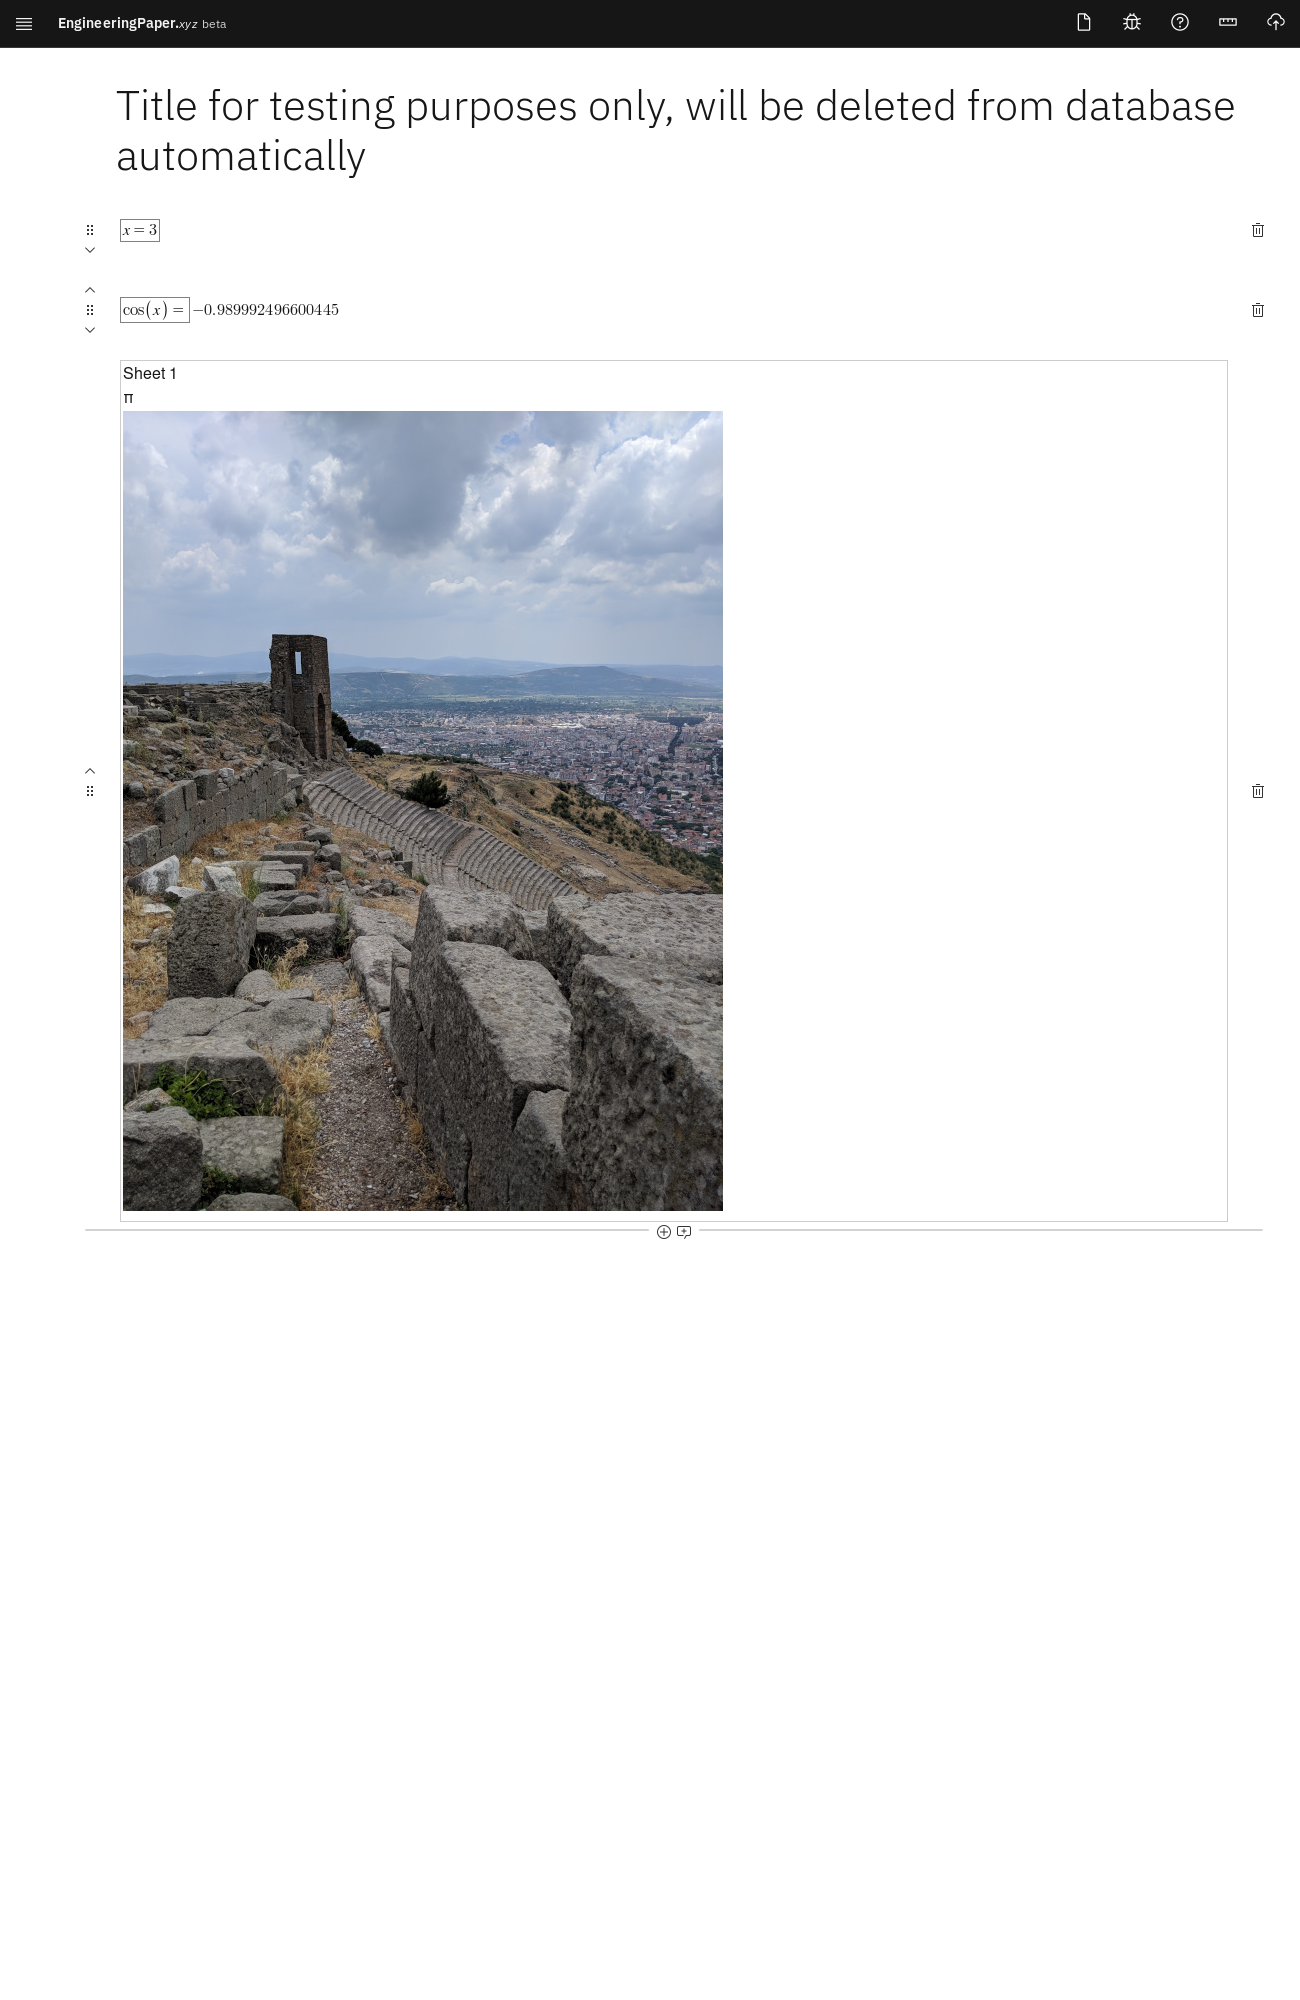 EngineeringPaper.xyz beta
Title for testing purposes only, will be deleted from database
automatically
x = 3
cos(x) = −0.989992496600445
Sheet 1
π